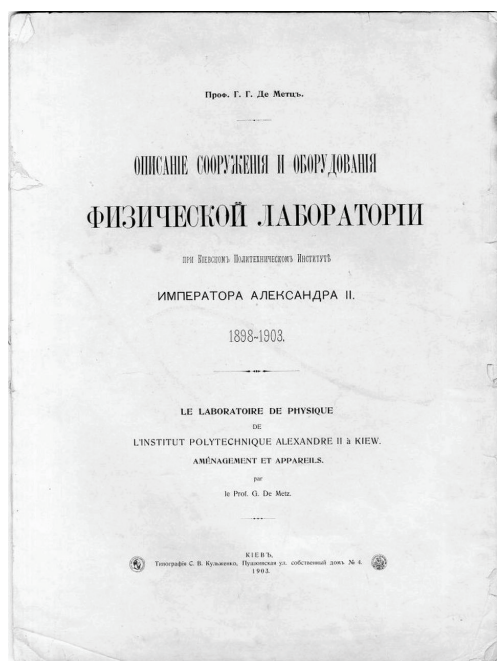 Проф. Г. Г. Де Метцъ.
ОПИСАНІЕ СООРУЖЕНІЯ И ОБОРУДОВАНІЯ
ФИЗИЧЕСКОЙ ЛАБОРАТОРІИ
ПРИ КІЕВСКОМЪ ПОЛИТЕХНИЧЕСКОМЪ ИНСТИТУТѢ
ИМПЕРАТОРА АЛЕКСАНДРА II.
1898-1903.
LE LABORATOIRE DE PHYSIQUE
DE
L'INSTITUT POLYTECHNIQUE ALEXANDRE II à KIEW.
AMÉNAGEMENT ET APPAREILS.
par
le Prof. G. De Metz.
КІЕВЪ,
Типографія С. В. Кульженко, Пушкинская ул. собственный домъ № 4.
1903.